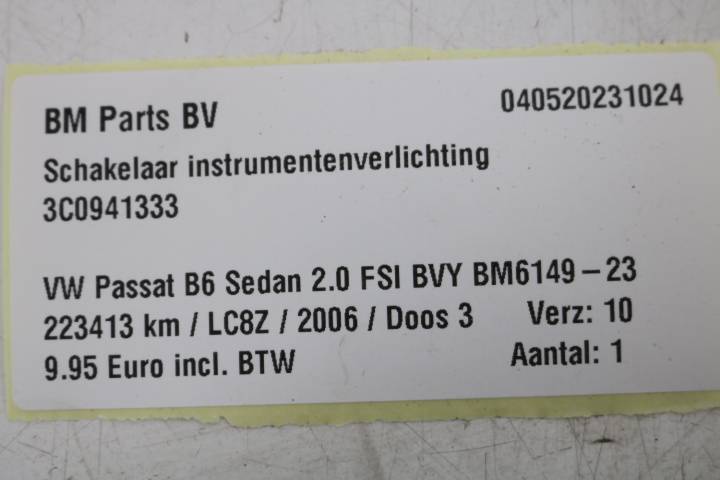 BM Parts BV 040520231024
Schakelaar instrumentenverlichting
3C0941333
VW Passat B6 Sedan 2.0 FSI BVY BM6149-23
223413 km / LC8Z / 2006 / Doos 3 Verz: 10
9.95 Euro incl. BTW Aantal: 1